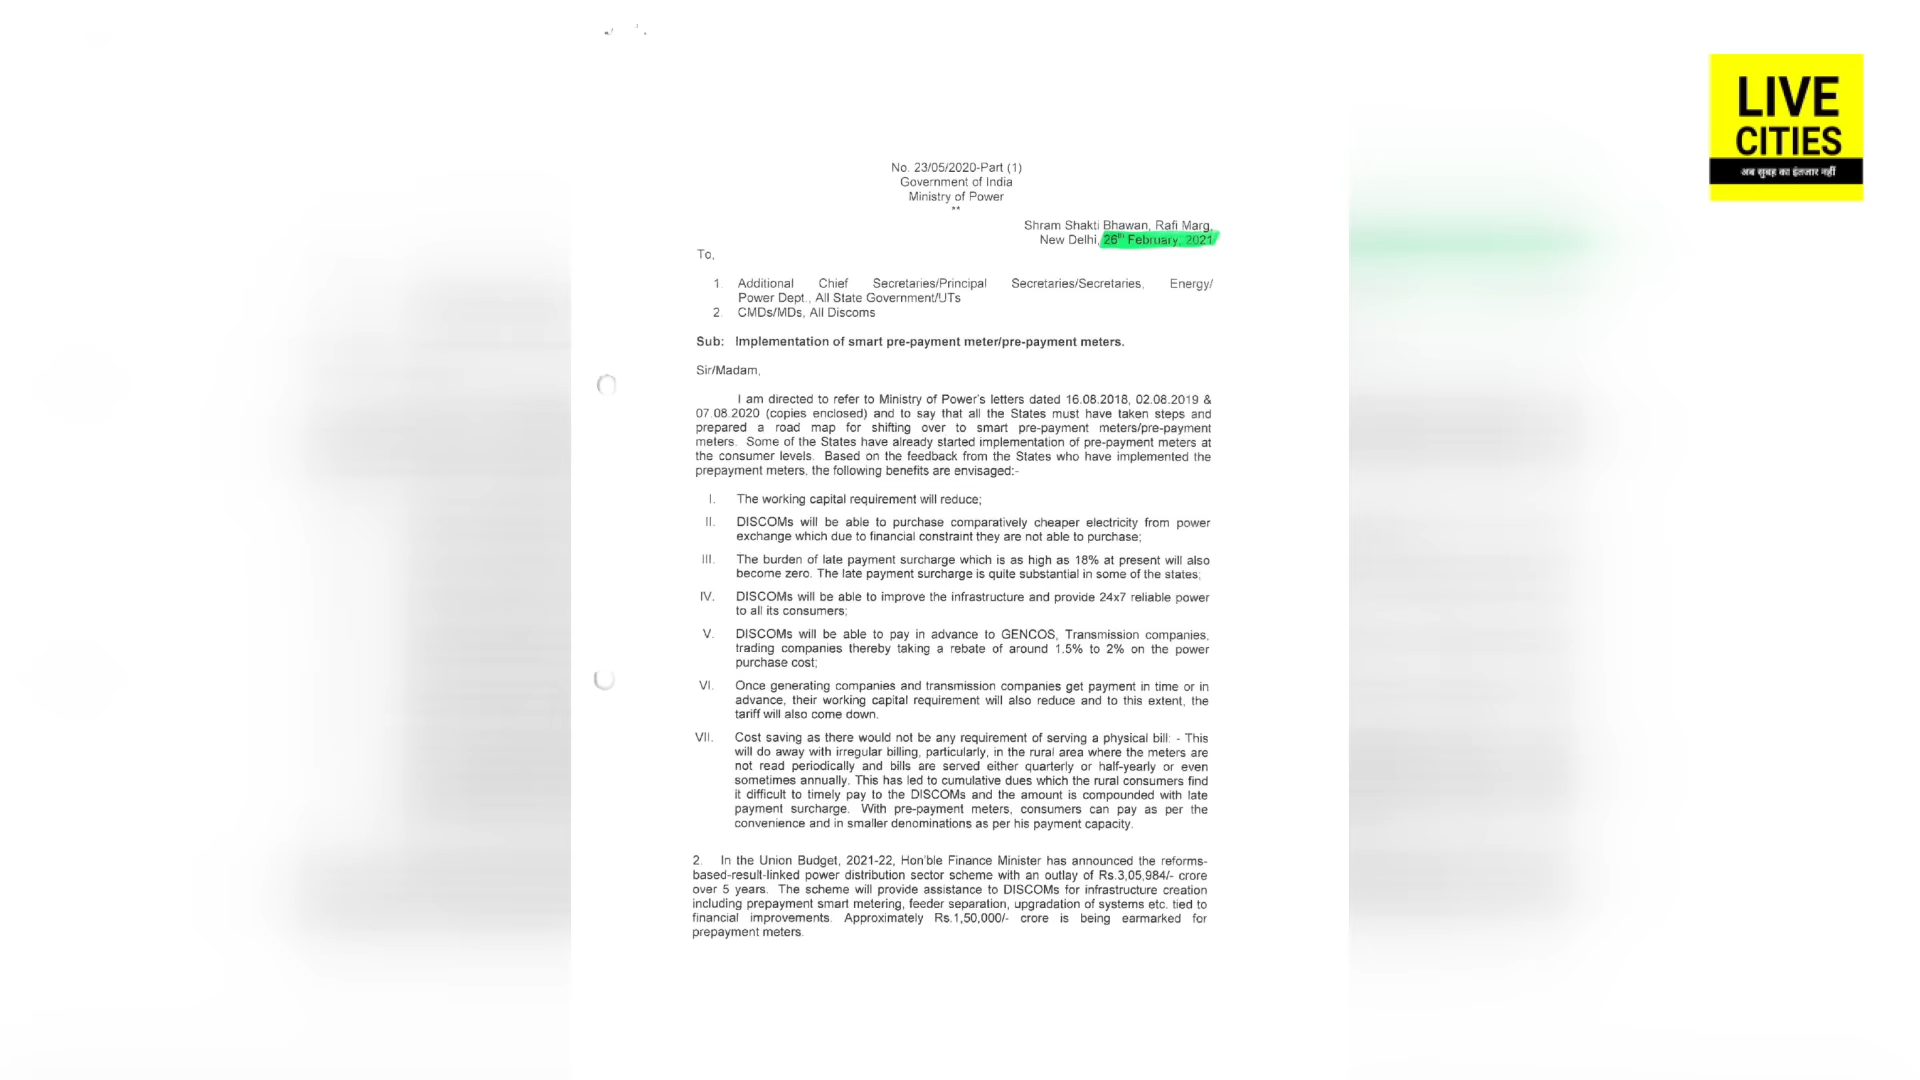 No. 23/05/2020-Part (1)
Government of India
Ministry of Power
**
Shram Shakti Bhawan, Rafi Marg,
New Delhi, 26th February, 2021
To,
1. Additional Chief Secretaries/Principal Secretaries/Secretaries, Energy/
Power Dept., All State Government/UTs
2. CMDs/MDs, All Discoms
Sub: Implementation of smart pre-payment meter/pre-payment meters.
Sir/Madam,
I am directed to refer to Ministry of Power's letters dated 16.08.2018, 02.08.2019 &
07.08.2020 (copies enclosed) and to say that all the States must have taken steps and
prepared a road map for shifting over to smart pre-payment meters/pre-payment
meters. Some of the States have already started implementation of pre-payment meters at
the consumer levels. Based on the feedback from the States who have implemented the
prepayment meters, the following benefits are envisaged:-
I. The working capital requirement will reduce;
II. DISCOMs will be able to purchase comparatively cheaper electricity from power
exchange which due to financial constraint they are not able to purchase;
III. The burden of late payment surcharge which is as high as 18% at present will also
become zero. The late payment surcharge is quite substantial in some of the states;
IV. DISCOMs will be able to improve the infrastructure and provide 24x7 reliable power
to all its consumers;
V. DISCOMs will be able to pay in advance to GENCOS, Transmission companies,
trading companies thereby taking a rebate of around 1.5% to 2% on the power
purchase cost;
VI. Once generating companies and transmission companies get payment in time or in
advance, their working capital requirement will also reduce and to this extent, the
tariff will also come down.
VII. Cost saving as there would not be any requirement of serving a physical bill: - This
will do away with irregular billing, particularly, in the rural area where the meters are
not read periodically and bills are served either quarterly or half-yearly or even
sometimes annually. This has led to cumulative dues which the rural consumers find
it difficult to timely pay to the DISCOMs and the amount is compounded with late
payment surcharge. With pre-payment meters, consumers can pay as per the
convenience and in smaller denominations as per his payment capacity.
2. In the Union Budget, 2021-22, Hon'ble Finance Minister has announced the reforms-
based-result-linked power distribution sector scheme with an outlay of Rs.3,05,984/- crore
over 5 years. The scheme will provide assistance to DISCOMs for infrastructure creation
including prepayment smart metering, feeder separation, upgradation of systems etc. tied to
financial improvements. Approximately Rs.1,50,000/- crore is being earmarked for
prepayment meters.
LIVE
CITIES
अब सुबह का इंतजार नहीं